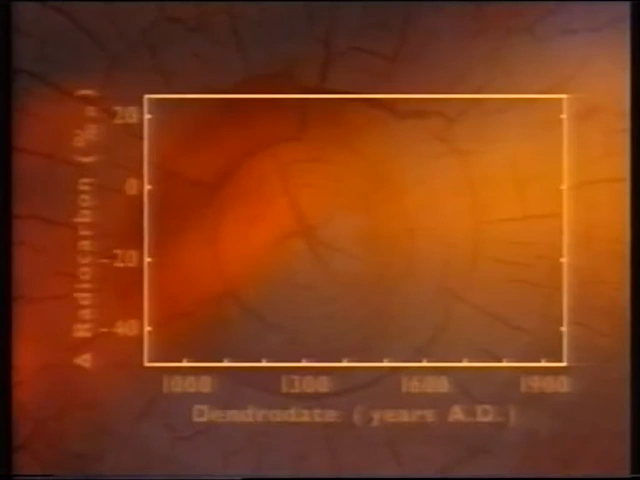 Δ Radiocarbon (‰)
20
0
-20
-40
1000 1300 1600 1900
Dendrodate (years A.D.)